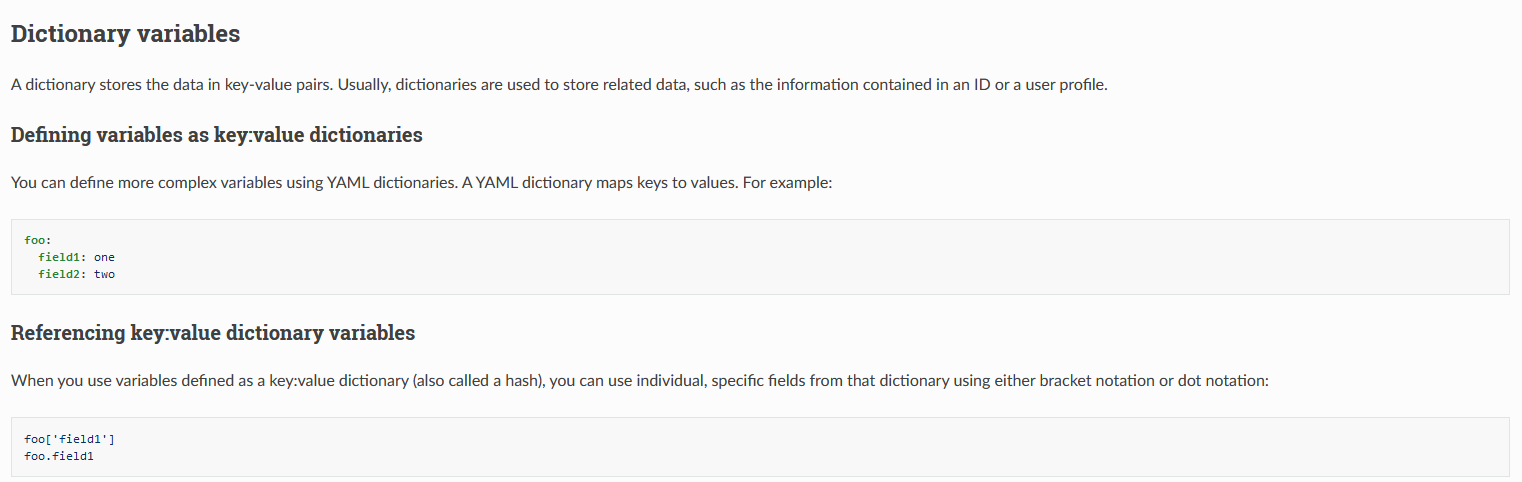 Dictionary variables
A dictionary stores the data in key-value pairs. Usually, dictionaries are used to store related data, such as the information contained in an ID or a user profile.
Defining variables as key:value dictionaries
You can define more complex variables using YAML dictionaries. A YAML dictionary maps keys to values. For example:
foo:
  field1: one
  field2: two
Referencing key:value dictionary variables
When you use variables defined as a key:value dictionary (also called a hash), you can use individual, specific fields from that dictionary using either bracket notation or dot notation:
foo['field1']
foo.field1